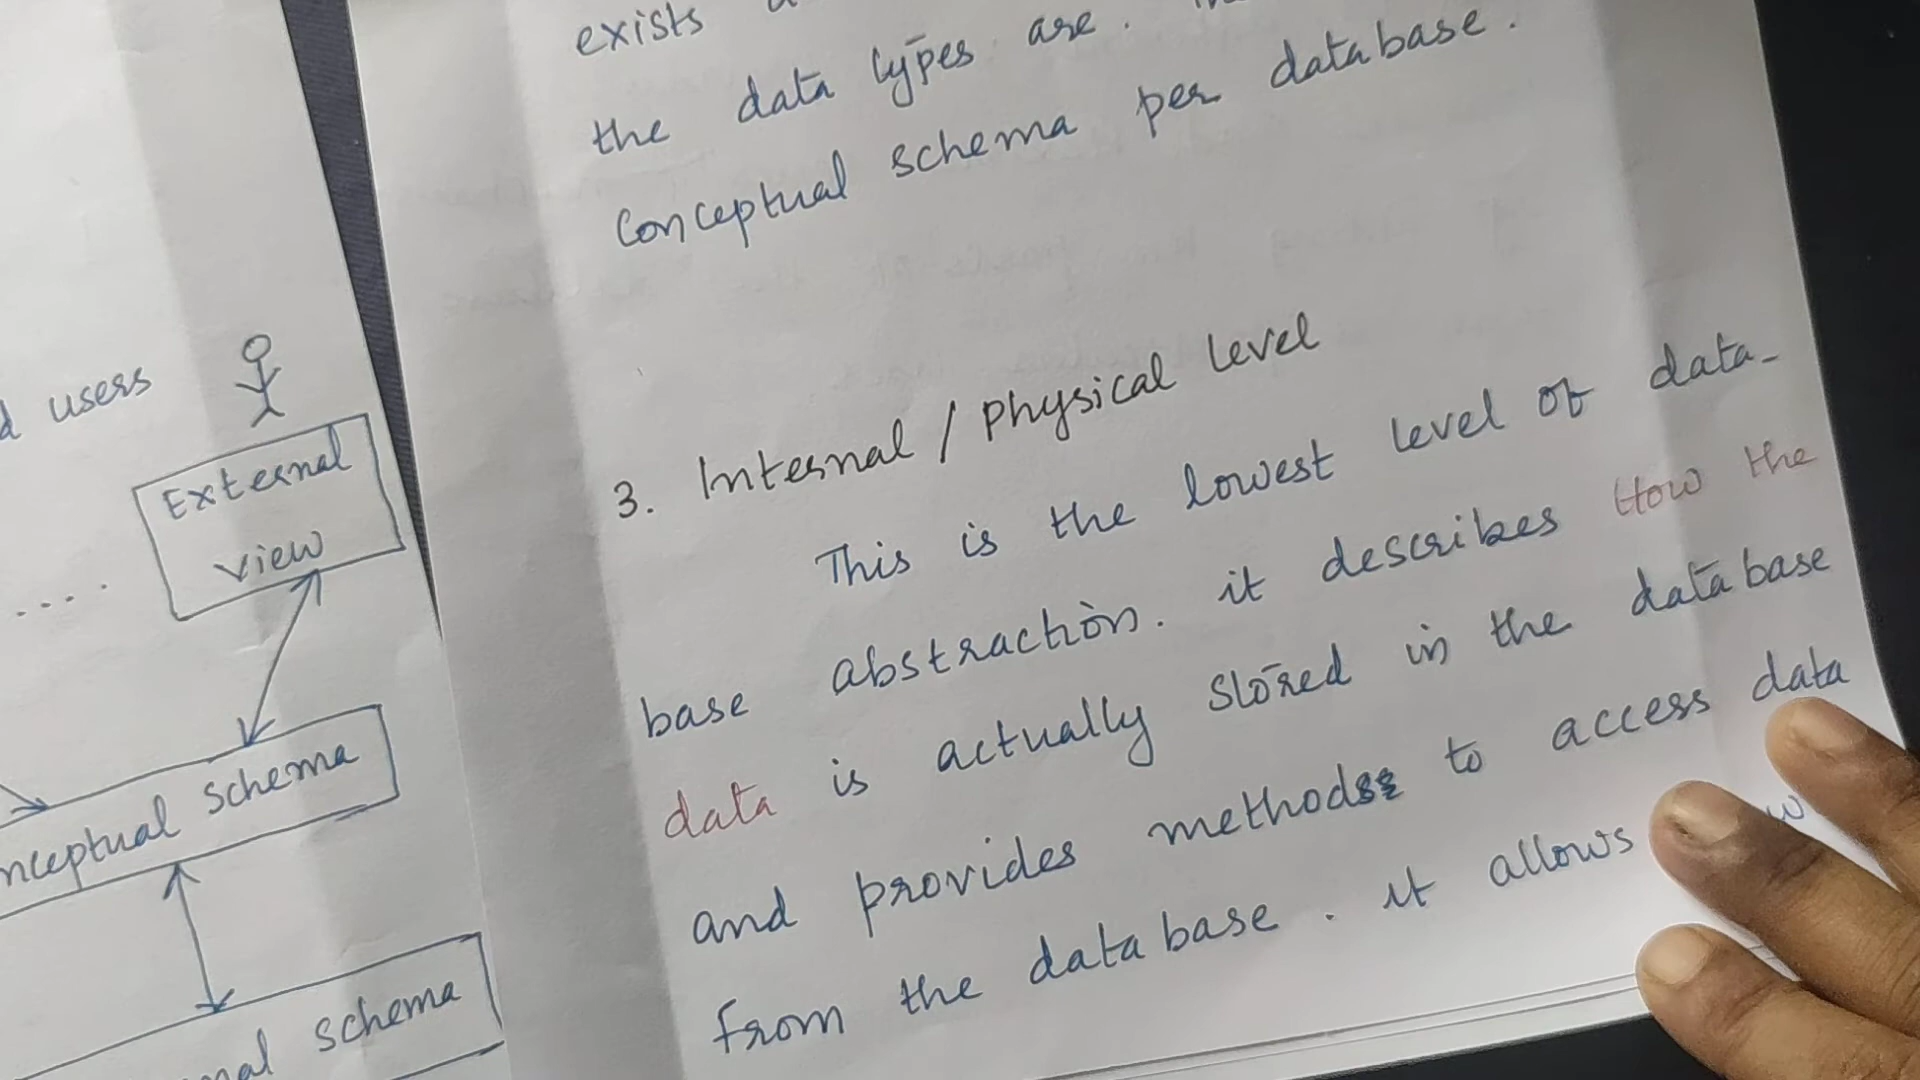 users
External
view
....
nceptual schema
nal schema
exists
the data types are.
Conceptual schema per database.
3. Internal / Physical Level
This is the lowest level of data-
base abstraction. it describes How the
data is actually stored in the database
and provides methods to access data
from the database. it allows